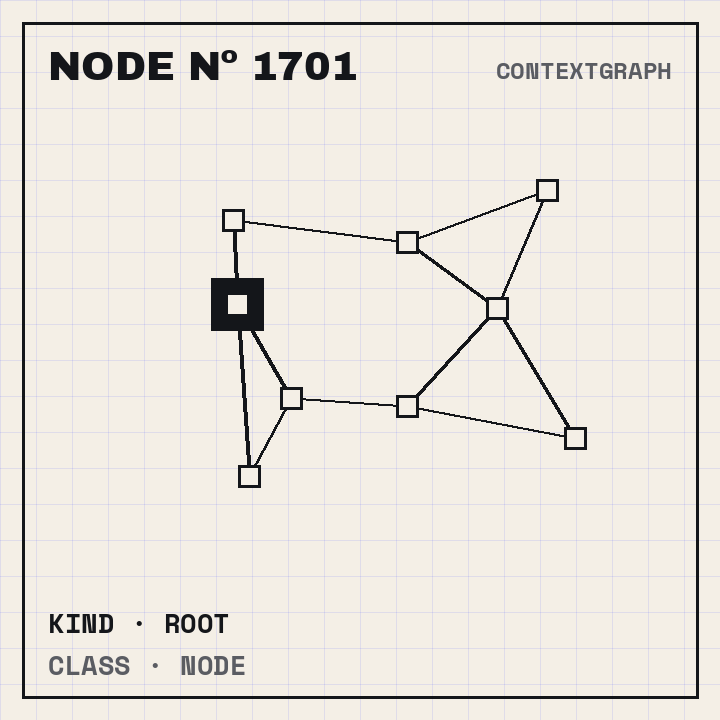 NODE Nº 1701
CONTEXTGRAPH
KIND · ROOT
CLASS · NODE